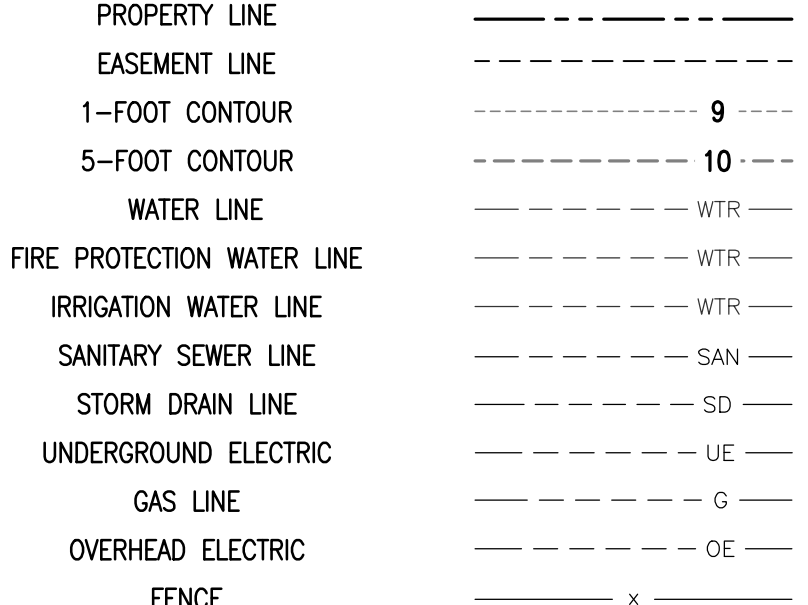 PROPERTY LINE
EASEMENT LINE
1-FOOT CONTOUR 9
5-FOOT CONTOUR 10
WATER LINE WTR
FIRE PROTECTION WATER LINE WTR
IRRIGATION WATER LINE WTR
SANITARY SEWER LINE SAN
STORM DRAIN LINE SD
UNDERGROUND ELECTRIC UE
GAS LINE G
OVERHEAD ELECTRIC OE
FENCE x